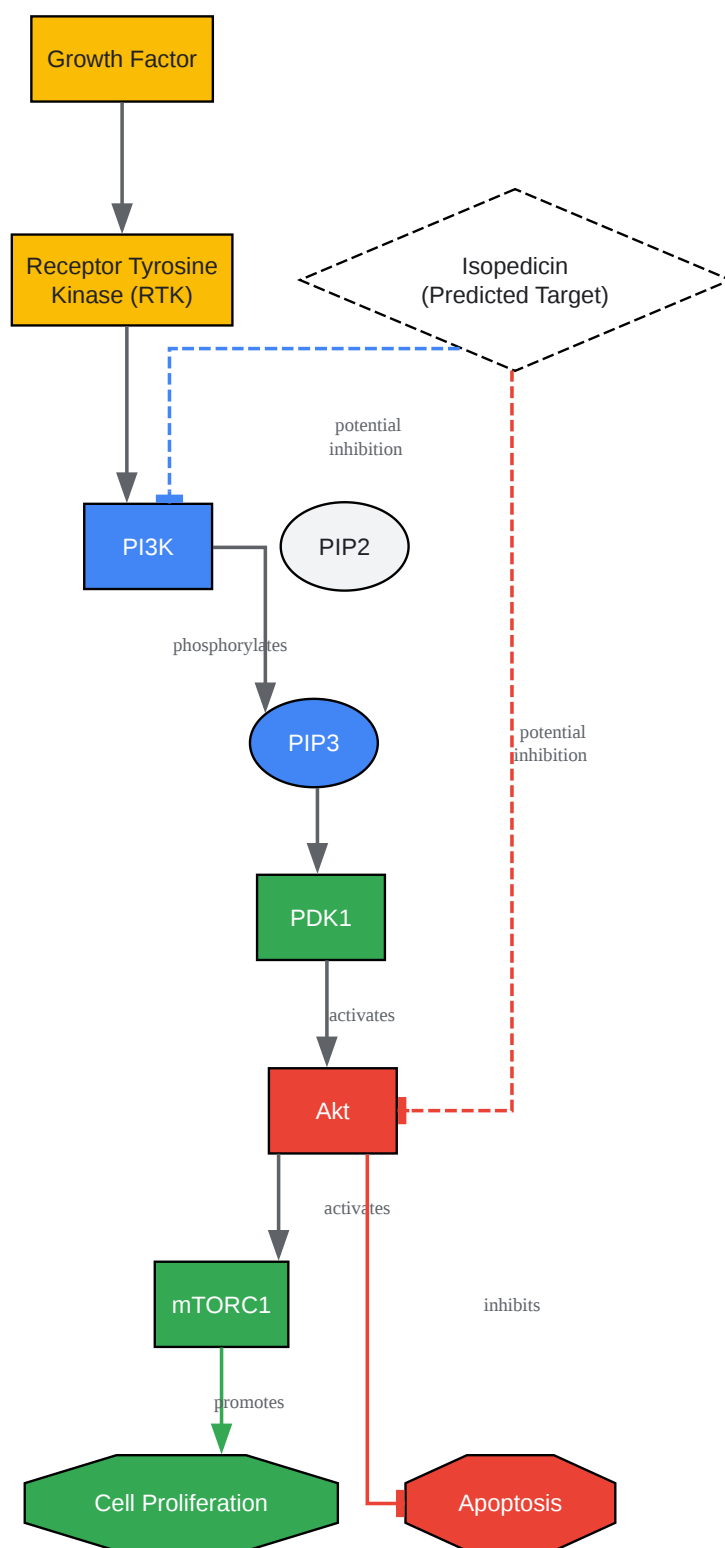 Growth Factor
Receptor Tyrosine
Kinase (RTK)
Isopedicin
(Predicted Target)
potential
inhibition
PI3K
PIP2
phosphorylates
PIP3
potential
inhibition
PDK1
activates
Akt
activates
mTORC1
inhibits
promotes
Cell Proliferation
Apoptosis